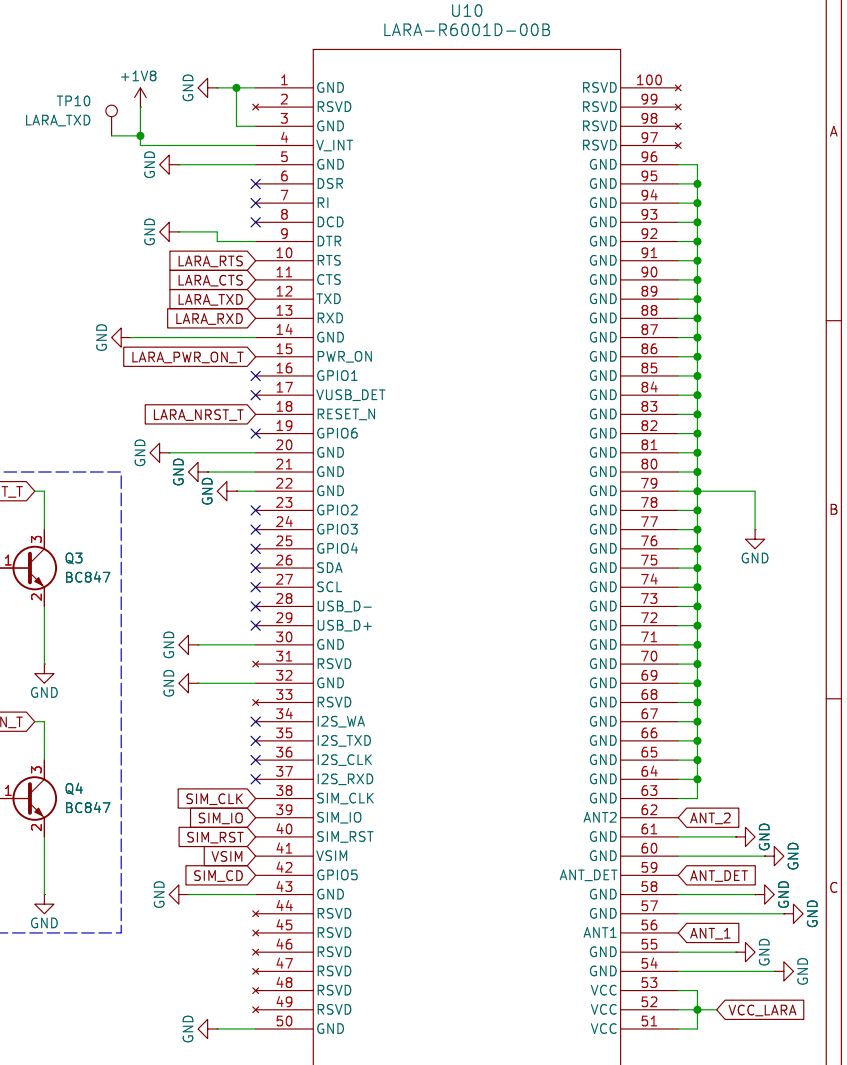 U10
LARA-R6001D-00B
+1V8
TP10
LARA_TXD
GND 1 GND RSVD 100
2 RSVD RSVD 99
3 GND RSVD 98
4 V_INT RSVD 97
GND 5 GND GND 96
6 DSR GND 95
7 RI GND 94
8 DCD GND 93
GND 9 DTR GND 92
LARA_RTS 10 RTS GND 91
LARA_CTS 11 CTS GND 90
LARA_TXD 12 TXD GND 89
LARA_RXD 13 RXD GND 88
GND 14 GND GND 87
LARA_PWR_ON_T 15 PWR_ON GND 86
16 GPIO1 GND 85
17 VUSB_DET GND 84
LARA_NRST_T 18 RESET_N GND 83
19 GPIO6 GND 82
GND 20 GND GND 81
GND 21 GND GND 80
GND 22 GND GND 79
23 GPIO2 GND 78
24 GPIO3 GND 77
25 GPIO4 GND 76
26 SDA GND 75
27 SCL GND 74
28 USB_D- GND 73
29 USB_D+ GND 72
GND 30 GND GND 71
31 RSVD GND 70
GND 32 GND GND 69
33 RSVD GND 68
34 I2S_WA GND 67
35 I2S_TXD GND 66
36 I2S_CLK GND 65
37 I2S_RXD GND 64
SIM_CLK 38 SIM_CLK GND 63
SIM_IO 39 SIM_IO ANT2 62 ANT_2
SIM_RST 40 SIM_RST GND 61 GND
VSIM 41 VSIM GND 60 GND
SIM_CD 42 GPIO5 ANT_DET 59 ANT_DET
GND 43 GND GND 58 GND
44 RSVD GND 57 GND
45 RSVD ANT1 56 ANT_1
46 RSVD GND 55 GND
47 RSVD GND 54 GND
48 RSVD VCC 53
49 RSVD VCC 52 VCC_LARA
GND 50 GND VCC 51
GND
T_T
3
1
2
Q3
BC847
GND
N_T
3
1
2
Q4
BC847
GND
A
B
C